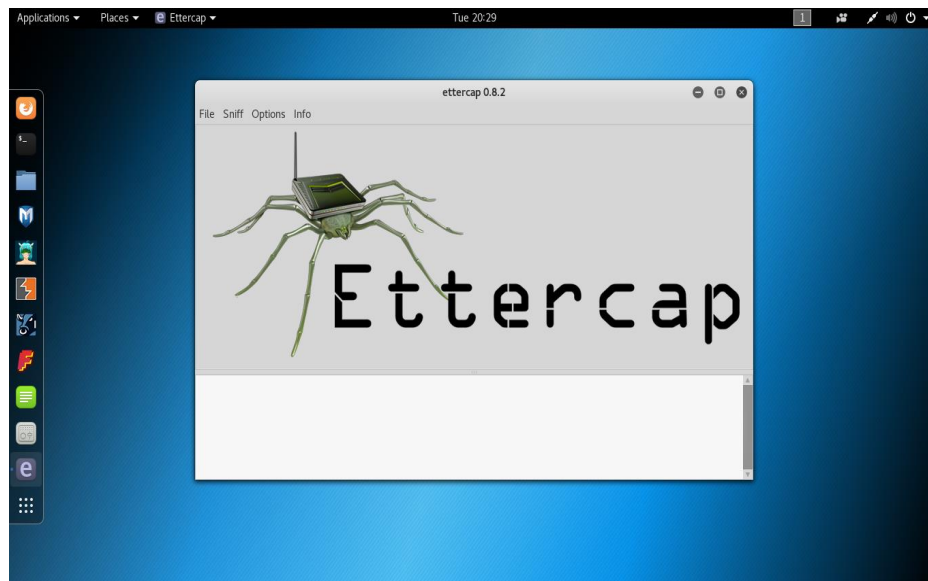 Applications Places Ettercap Tue 20:29 1
ettercap 0.8.2
File Sniff Options Info
Ettercap
$_
M
F
e